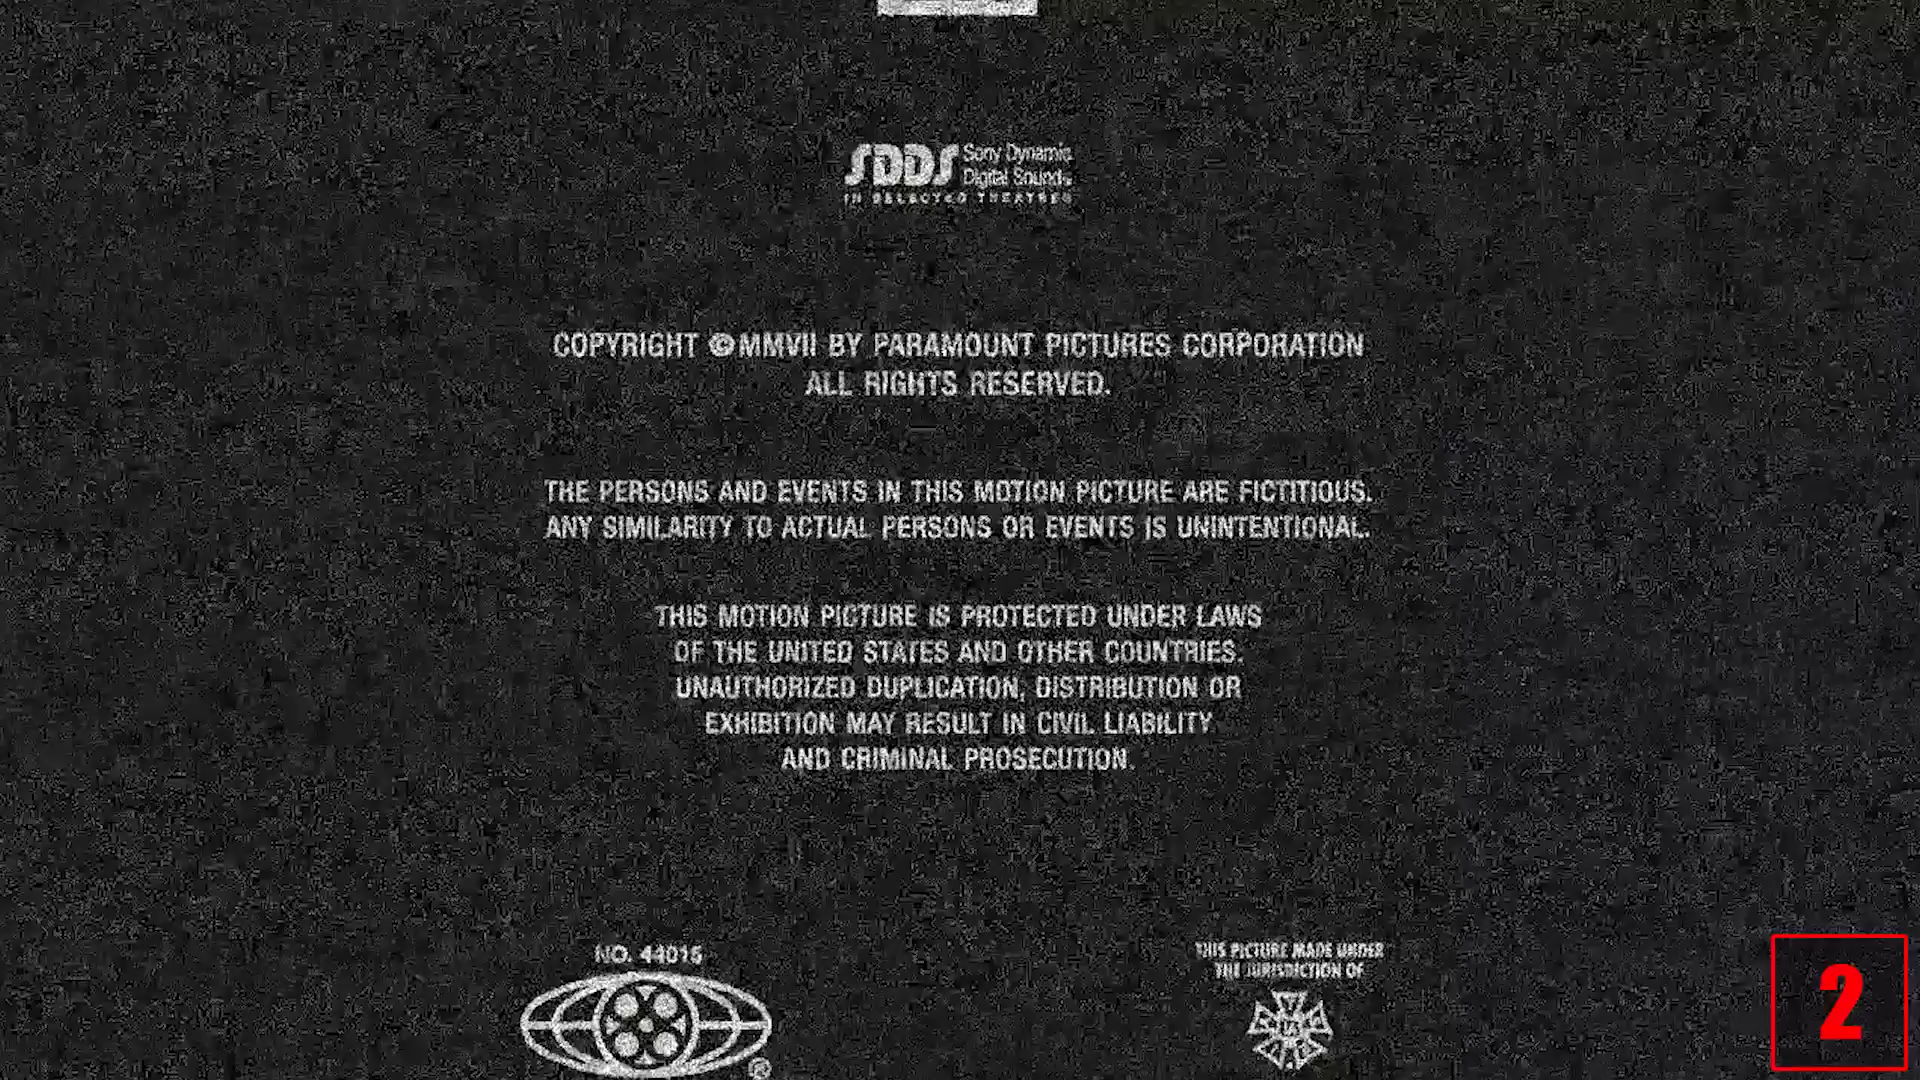 SDDS Sony Dynamic
Digital Sound
IN SELECTED THEATRES
COPYRIGHT ©MMVII BY PARAMOUNT PICTURES CORPORATION
ALL RIGHTS RESERVED.
THE PERSONS AND EVENTS IN THIS MOTION PICTURE ARE FICTITIOUS.
ANY SIMILARITY TO ACTUAL PERSONS OR EVENTS IS UNINTENTIONAL.
THIS MOTION PICTURE IS PROTECTED UNDER LAWS
OF THE UNITED STATES AND OTHER COUNTRIES.
UNAUTHORIZED DUPLICATION, DISTRIBUTION OR
EXHIBITION MAY RESULT IN CIVIL LIABILITY
AND CRIMINAL PROSECUTION.
NO. 44015
®
THIS PICTURE MADE UNDER
THE JURISDICTION OF
2